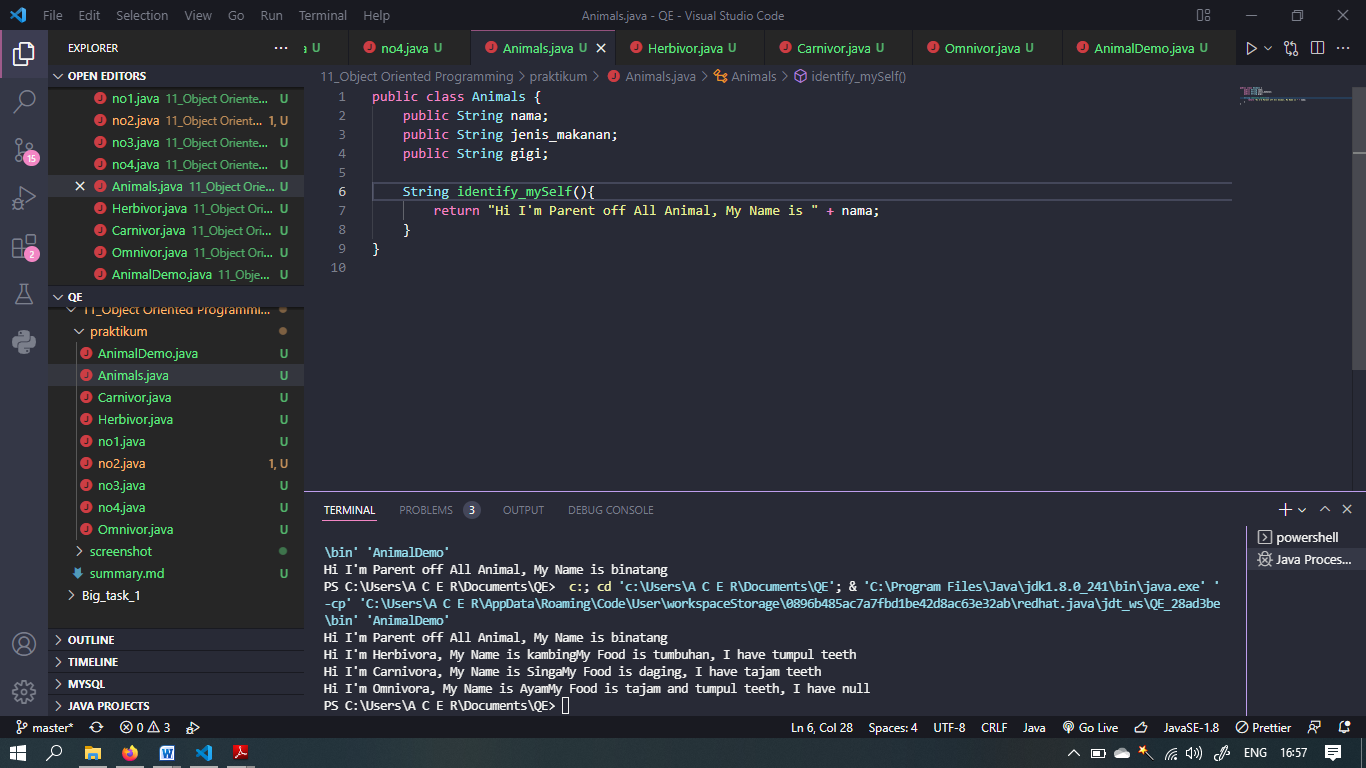 File Edit Selection View Go Run Terminal Help
Animals.java - QE - Visual Studio Code
EXPLORER
OPEN EDITORS
no1.java 11_Object Oriente... U
no2.java 11_Object Orient... 1, U
no3.java 11_Object Oriente... U
no4.java 11_Object Oriente... U
Animals.java 11_Object Orie... U
Herbivor.java 11_Object Ori... U
Carnivor.java 11_Object Ori... U
Omnivor.java 11_Object Ori... U
AnimalDemo.java 11_Obje... U
QE
11_Object Oriented Programmi...
praktikum
AnimalDemo.java U
Animals.java U
Carnivor.java U
Herbivor.java U
no1.java U
no2.java 1, U
no3.java U
no4.java U
Omnivor.java U
screenshot
summary.md U
Big_task_1
OUTLINE
TIMELINE
MYSQL
JAVA PROJECTS
15
2
a U no4.java U Animals.java U Herbivor.java U Carnivor.java U Omnivor.java U AnimalDemo.java U
11_Object Oriented Programming > praktikum > Animals.java > Animals > identify_mySelf()
1 public class Animals {
2 public String nama;
3 public String jenis_makanan;
4 public String gigi;
5
6 String identify_mySelf(){
7 return "Hi I'm Parent off All Animal, My Name is " + nama;
8 }
9 }
10
TERMINAL PROBLEMS 3 OUTPUT DEBUG CONSOLE
\bin' 'AnimalDemo'
Hi I'm Parent off All Animal, My Name is binatang
PS C:\Users\A C E R\Documents\QE> c:; cd 'c:\Users\A C E R\Documents\QE'; & 'C:\Program Files\Java\jdk1.8.0_241\bin\java.exe' '
-cp' 'C:\Users\A C E R\AppData\Roaming\Code\User\workspaceStorage\0896b485ac7a7fbd1be42d8ac63e32ab\redhat.java\jdt_ws\QE_28ad3be
\bin' 'AnimalDemo'
Hi I'm Parent off All Animal, My Name is binatang
Hi I'm Herbivora, My Name is kambingMy Food is tumbuhan, I have tumpul teeth
Hi I'm Carnivora, My Name is SingaMy Food is daging, I have tajam teeth
Hi I'm Omnivora, My Name is AyamMy Food is tajam and tumpul teeth, I have null
PS C:\Users\A C E R\Documents\QE>
powershell
Java Proces...
master* 0 3 Ln 6, Col 28 Spaces: 4 UTF-8 CRLF Java Go Live JavaSE-1.8 Prettier
ENG 16:57